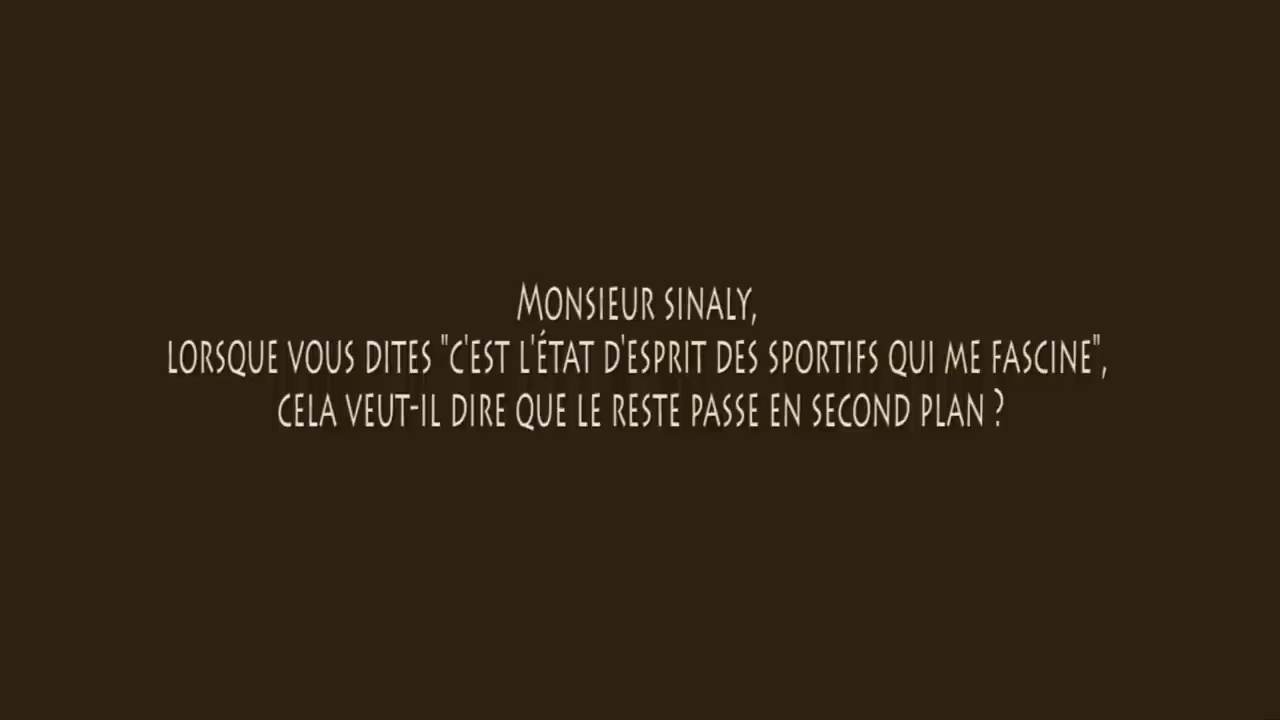 Monsieur sinaly,
lorsque vous dites "c'est l'état d'esprit des sportifs qui me fascine",
cela veut-il dire que le reste passe en second plan ?